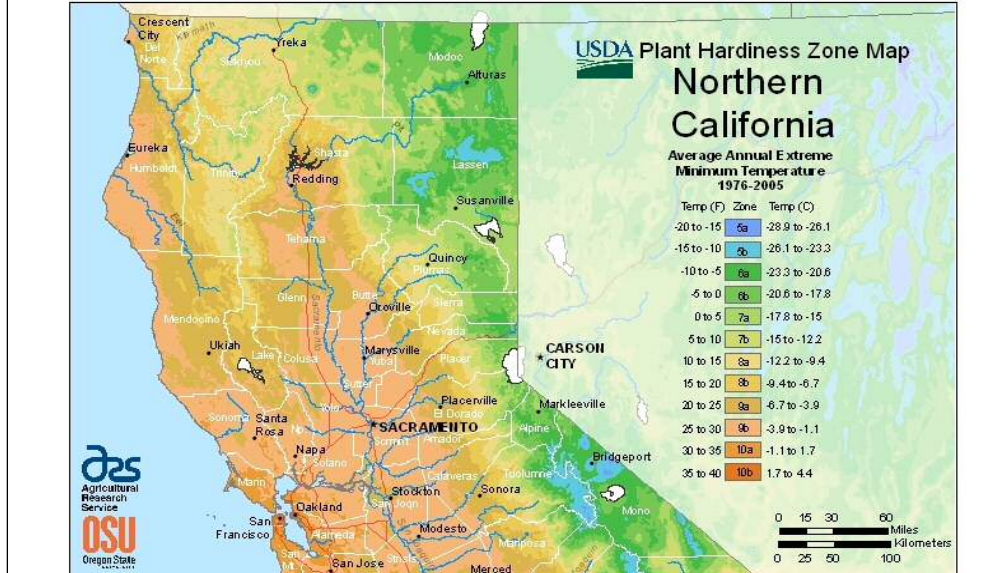 USDA Plant Hardiness Zone Map
Northern
California
Average Annual Extreme
Minimum Temperature
1976-2005
Temp (F) Zone Temp (C)
-20 to -15 5a -28.9 to -26.1
-15 to -10 5b -26.1 to -23.3
-10 to -5 6a -23.3 to -20.6
-5 to 0 6b -20.6 to -17.8
0 to 5 7a -17.8 to -15
5 to 10 7b -15 to -12.2
10 to 15 8a -12.2 to -9.4
15 to 20 8b -9.4 to -6.7
20 to 25 9a -6.7 to -3.9
25 to 30 9b -3.9 to -1.1
30 to 35 10a -1.1 to 1.7
35 to 40 10b 1.7 to 4.4
0 15 30 60
Miles
Kilometers
0 25 50 100
Crescent
City
Del
Norte
Klamath
Yreka
Siskiyou
Modoc
Alturas
Eureka
Humboldt
Trinity
Shasta
Redding
Lassen
Susanville
Eel
Tehama
Quincy
Plumas
Glenn
Butte
Oroville
Sierra
Sacramento
Mendocino
Nevada
Ukiah
Lake
Colusa
Marysville
Yuba
Placer
CARSON
CITY
Sutter
Placerville
El Dorado
Markleeville
Sonoma
Santa
Rosa
Yolo
SACRAMENTO
Amador
Alpine
Napa
Solano
Calaveras
Tuolumne
Bridgeport
Marin
Stockton
Sonora
San Joqn
Mono
Oakland
San
Francisco
Alameda
Modesto
Mariposa
San
Mt
San Jose
Stnsls
Merced
ars
Agricultural
Research
Service
OSU
Oregon State